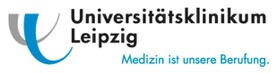 Universitätsklinikum
Leipzig
Medizin ist unsere Berufung.